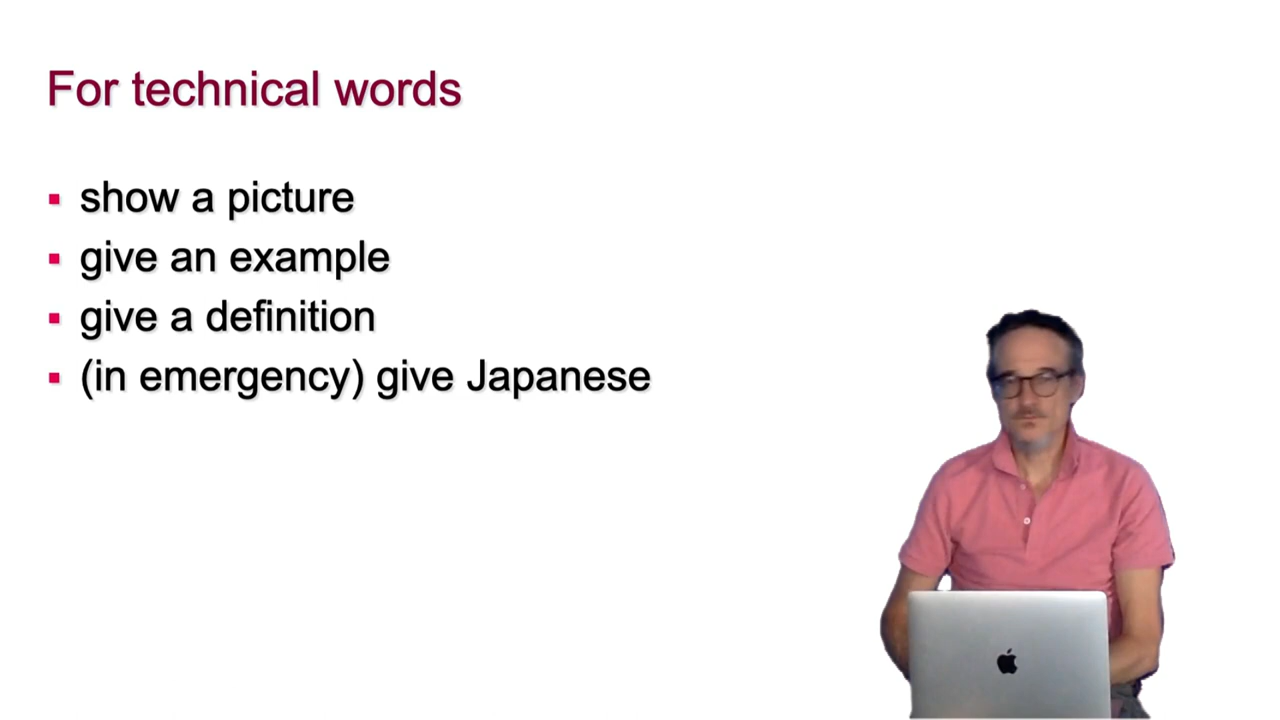 For technical words
show a picture
give an example
give a definition
(in emergency) give Japanese